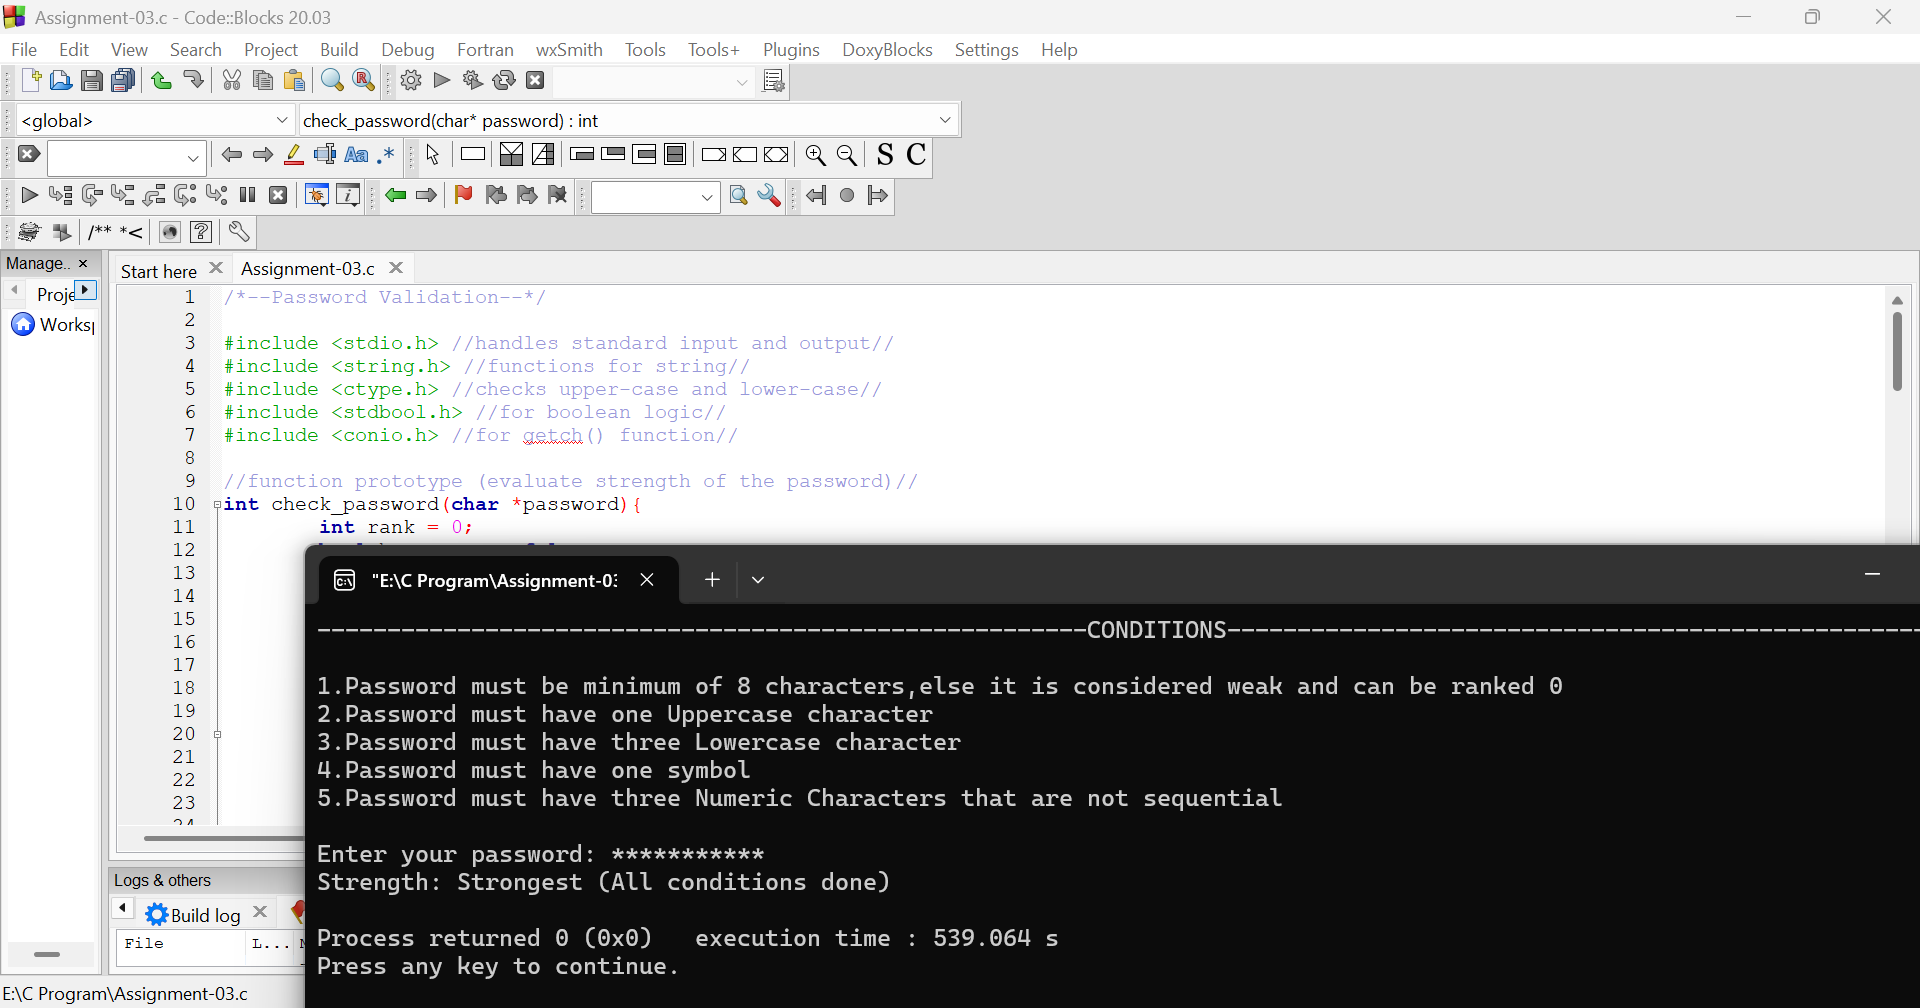 Assignment-03.c - Code::Blocks 20.03
File Edit View Search Project Build Debug Fortran wxSmith Tools Tools+ Plugins DoxyBlocks Settings Help
<global> check_password(char* password) : int
Aa .* S C
/** *<
Manage.. ×
Start here Assignment-03.c
Proje
Works
1 /*--Password Validation--*/
2
3 #include <stdio.h> //handles standard input and output//
4 #include <string.h> //functions for string//
5 #include <ctype.h> //checks upper-case and lower-case//
6 #include <stdbool.h> //for boolean logic//
7 #include <conio.h> //for getch() function//
8
9 //function prototype (evaluate strength of the password)//
10 int check_password(char *password){
11 int rank = 0;
12
13
14
15
16
17
18
19
20
21
22
23
24
"E:\C Program\Assignment-03
----------CONDITIONS----------
1.Password must be minimum of 8 characters,else it is considered weak and can be ranked 0
2.Password must have one Uppercase character
3.Password must have three Lowercase character
4.Password must have one symbol
5.Password must have three Numeric Characters that are not sequential
Enter your password: ***********
Strength: Strongest (All conditions done)
Process returned 0 (0x0)   execution time : 539.064 s
Press any key to continue.
Logs & others
Build log
File L...
E:\C Program\Assignment-03.c